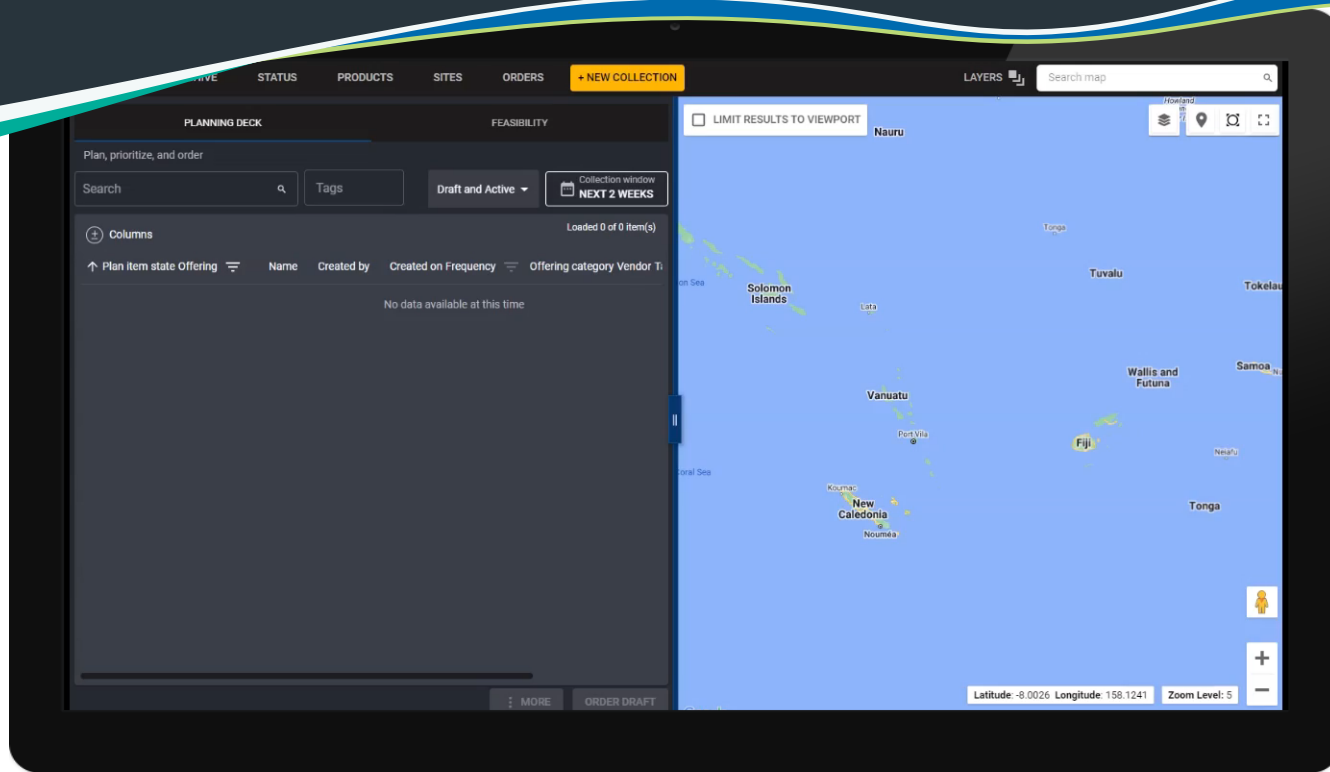 STATUS PRODUCTS SITES ORDERS + NEW COLLECTION LAYERS Search map
PLANNING DECK FEASIBILITY
Plan, prioritize, and order
Search Tags Draft and Active Collection window
NEXT 2 WEEKS
Columns Loaded 0 of 0 item(s)
Plan item state Offering Name Created by Created on Frequency Offering category Vendor
No data available at this time
MORE ORDER DRAFT
LIMIT RESULTS TO VIEWPORT
Howland
Nauru
Tonga
Tuvalu
on Sea
Solomon
Islands
Tokelau
Lata
Wallis and
Futuna
Samoa
Vanuatu
Port Vila
Fiji
Neiafu
Coral Sea
Koumac
New
Caledonia
Nouméa
Tonga
Latitude: -8.0026 Longitude: 158.1241 Zoom Level: 5